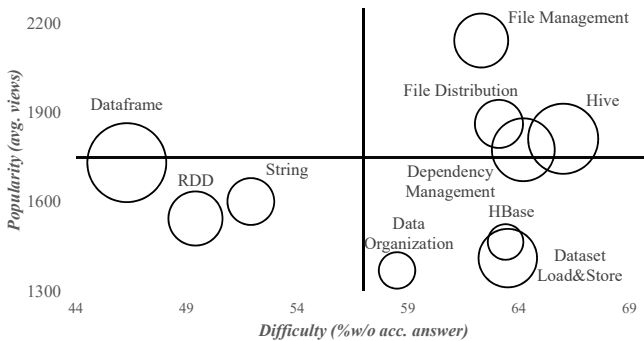 2200
File Management
File Distribution
Hive
1900
Dataframe
Dependency
Management
RDD
String
1600
HBase
Data
Organization
Dataset
Load&Store
1300
44
49
54
59
64
69
Popularity (avg. views)
Difficulty (%w/o acc. answer)